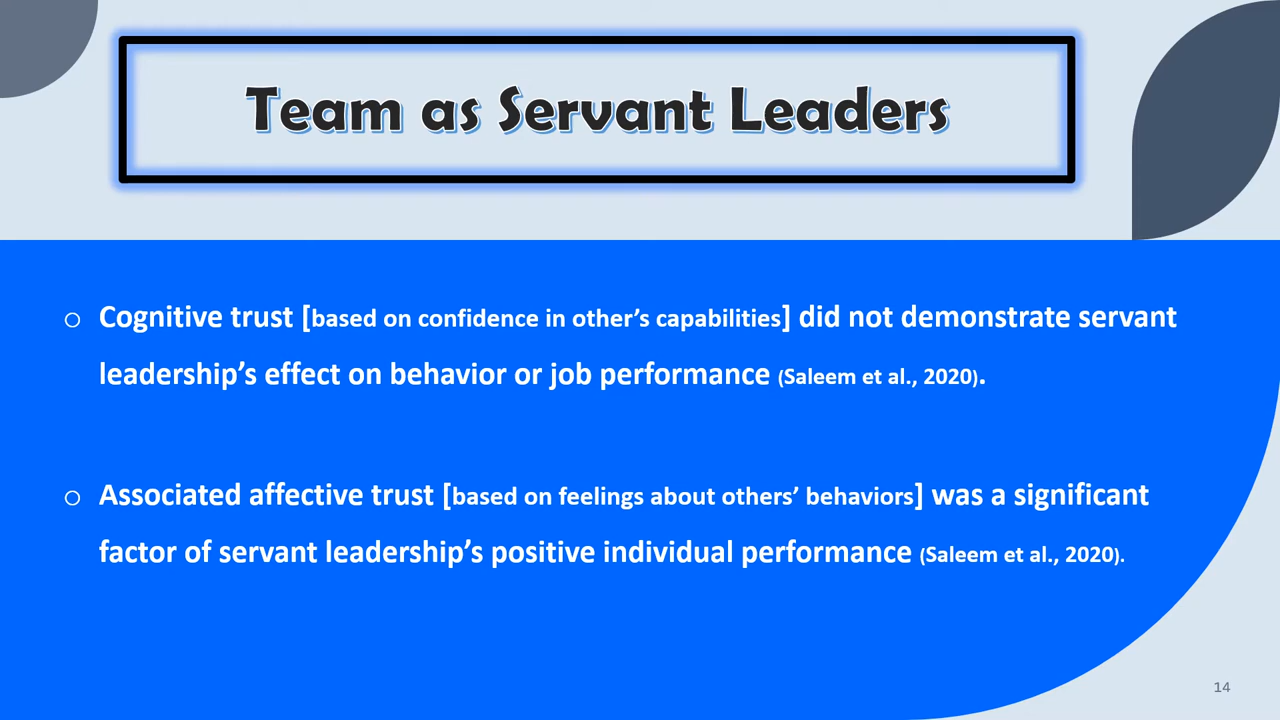 Team as Servant Leaders
o Cognitive trust [based on confidence in other’s capabilities] did not demonstrate servant
leadership’s effect on behavior or job performance (Saleem et al., 2020).
o Associated affective trust [based on feelings about others’ behaviors] was a significant
factor of servant leadership’s positive individual performance (Saleem et al., 2020).
14